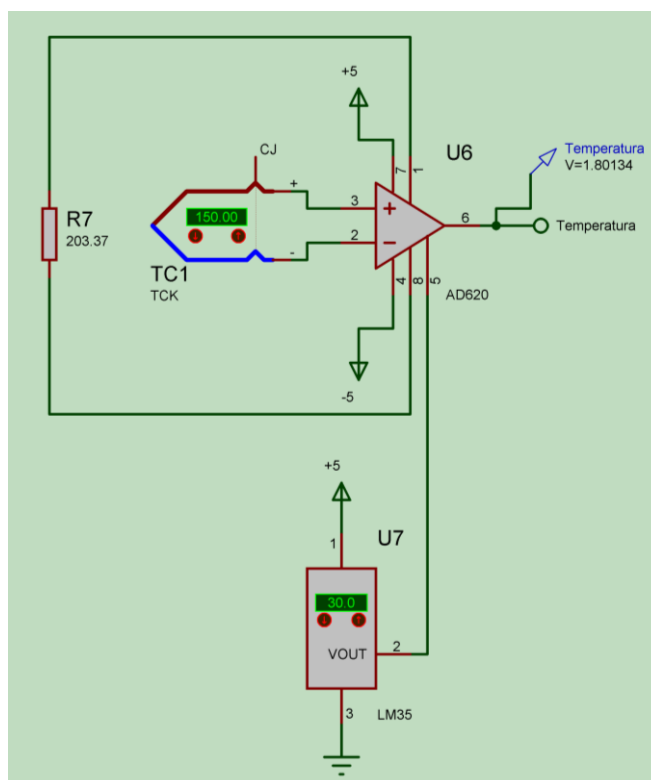 +5
U6
CJ
7
1
Temperatura
V=1.80134
+
R7
203.37
150.00
3
+
6
Temperatura
2
-
-
TC1
TCK
4
8
5
AD620
-5
+5
U7
1
30.0
VOUT
2
3
LM35